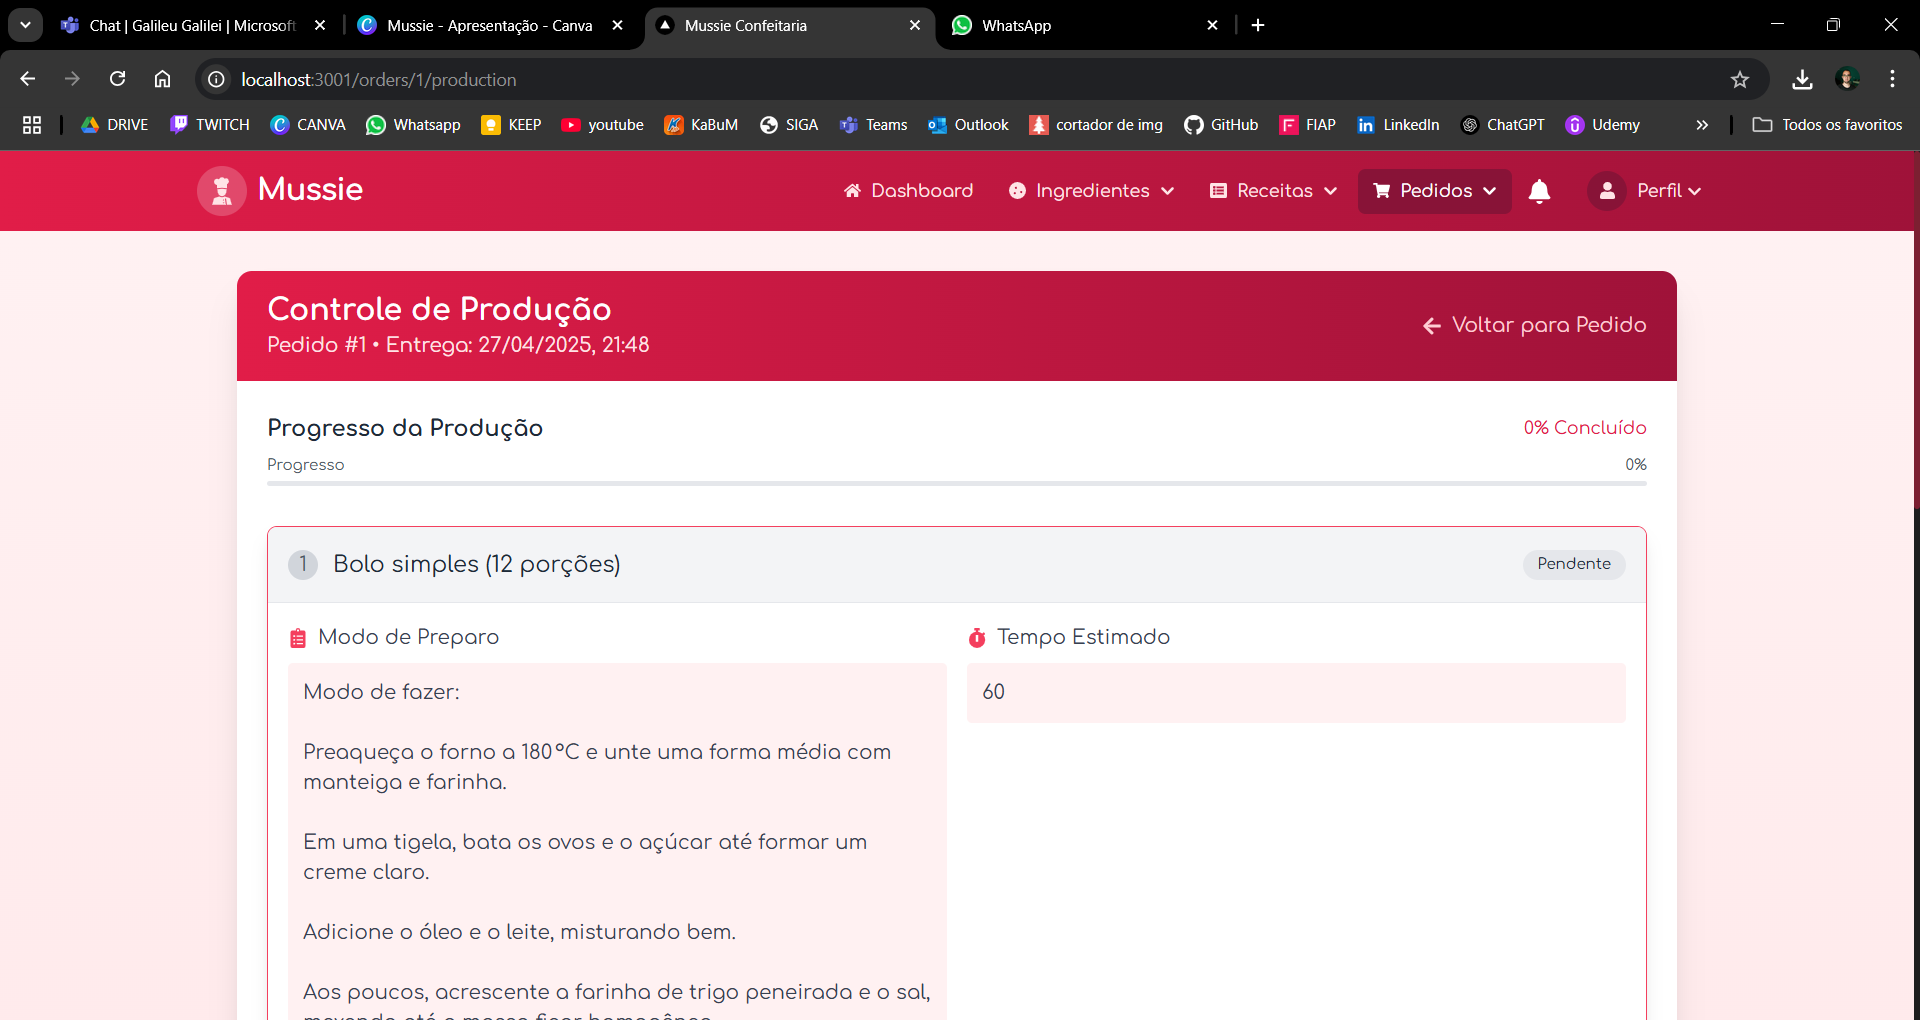 Chat | Galileu Galilei | Microsoft
Mussie - Apresentação - Canva
Mussie Confeitaria
WhatsApp
localhost:3001/orders/1/production
DRIVE
TWITCH
CANVA
Whatsapp
KEEP
youtube
KaBuM
SIGA
Teams
Outlook
cortador de img
GitHub
FIAP
LinkedIn
ChatGPT
Udemy
Todos os favoritos
Mussie
Dashboard
Ingredientes
Receitas
Pedidos
Perfil
Controle de Produção
Pedido #1 • Entrega: 27/04/2025, 21:48
Voltar para Pedido
Progresso da Produção
0% Concluído
Progresso
0%
1
Bolo simples (12 porções)
Pendente
Modo de Preparo
Tempo Estimado
Modo de fazer:
60
Preaqueça o forno a 180°C e unte uma forma média com
manteiga e farinha.
Em uma tigela, bata os ovos e o açúcar até formar um
creme claro.
Adicione o óleo e o leite, misturando bem.
Aos poucos, acrescente a farinha de trigo peneirada e o sal,